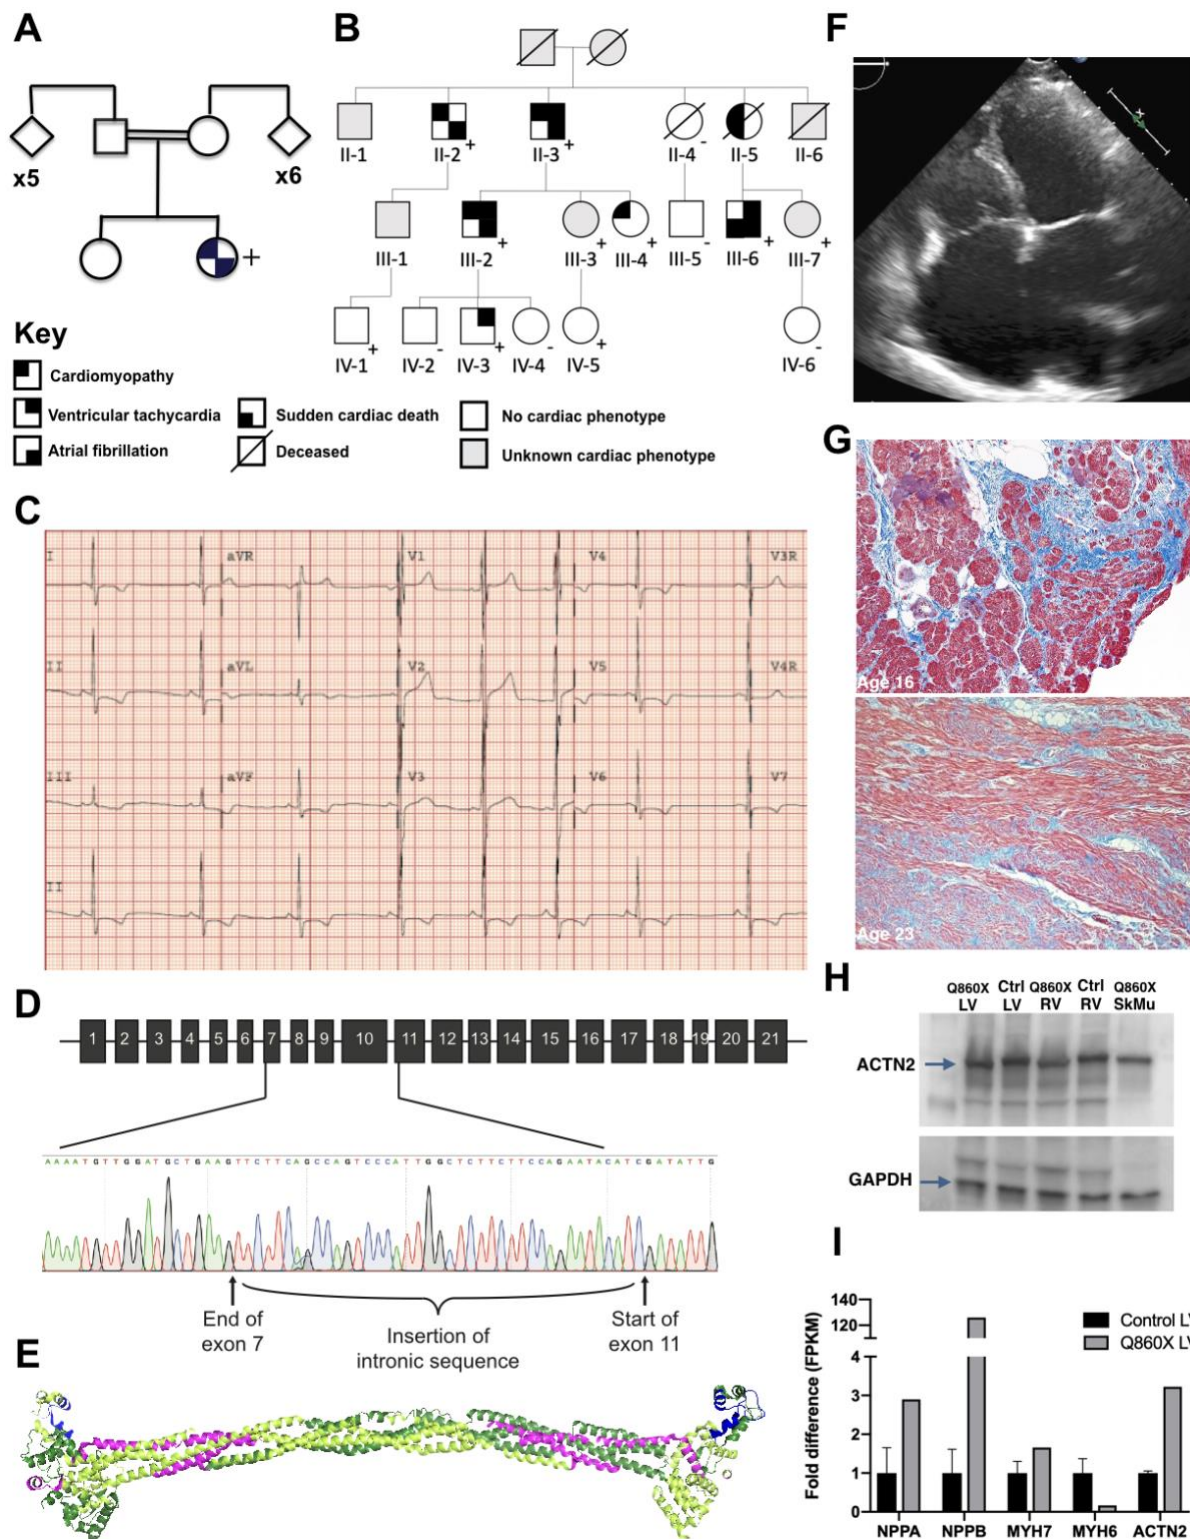 A
x5
x6
+
Key
Cardiomyopathy
Ventricular tachycardia
Sudden cardiac death
No cardiac phenotype
Atrial fibrillation
Deceased
Unknown cardiac phenotype
B
II-1
II-2 +
II-3 +
II-4 -
II-5
II-6
III-1
III-2 +
III-3 +
III-4 +
III-5 -
III-6 +
III-7 +
IV-1 +
IV-2 -
IV-3 +
IV-4 -
IV-5 +
IV-6 -
C
I aVR V1 V4 V3R
II aVL V2 V5 V4R
III aVF V3 V6 V7
II
D
1 2 3 4 5 6 7 8 9 10 11 12 13 14 15 16 17 18 19 20 21
AAAATGTTGGATGCTGAAGTTCTTCAGCCAGTCCCATTGGCTCTTCTTCCAGAATACATCGATATTG
End of
exon 7
Insertion of
intronic sequence
Start of
exon 11
E
F
G
Age 16
Age 23
H
Q860X Ctrl Q860X Ctrl Q860X
LV LV RV RV SkMu
ACTN2
GAPDH
I
Fold difference (FPKM)
140
120
4
3
2
1
0
Control LV
Q860X LV
NPPA NPPB MYH7 MYH6 ACTN2